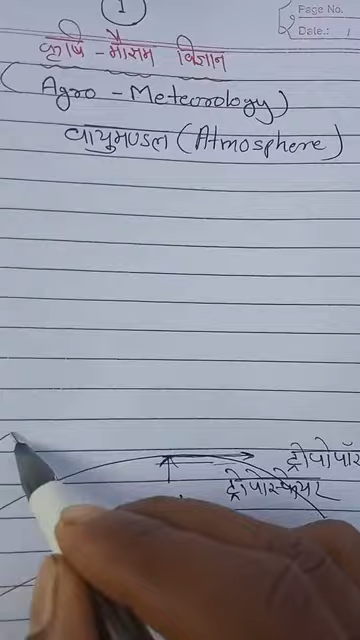 1
Page No.
Date.: /
कृषि - मौसम विज्ञान
(Agro - Meteorology)
वायुमण्डल (Atmosphere)
ट्रोपोपॉ
ट्रोपोस्फेयर